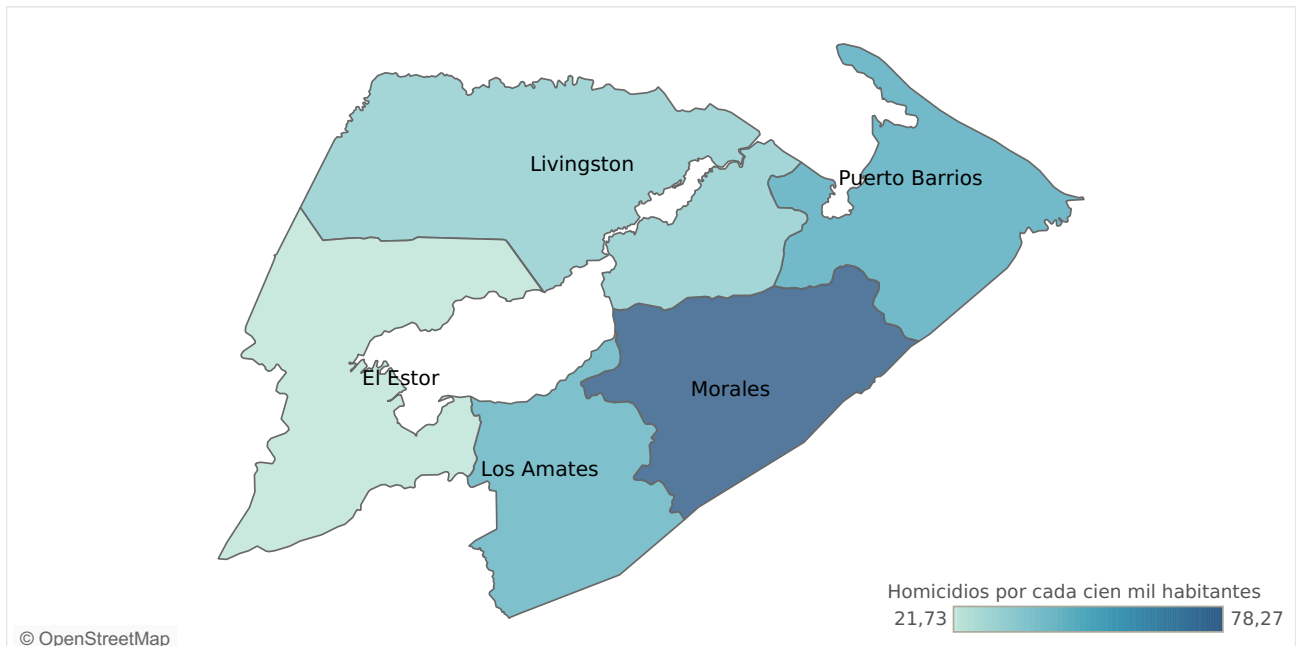 Livingston
Puerto Barrios
El Estor
Morales
Los Amates
Homicidios por cada cien mil habitantes
21,73 78,27
© OpenStreetMap